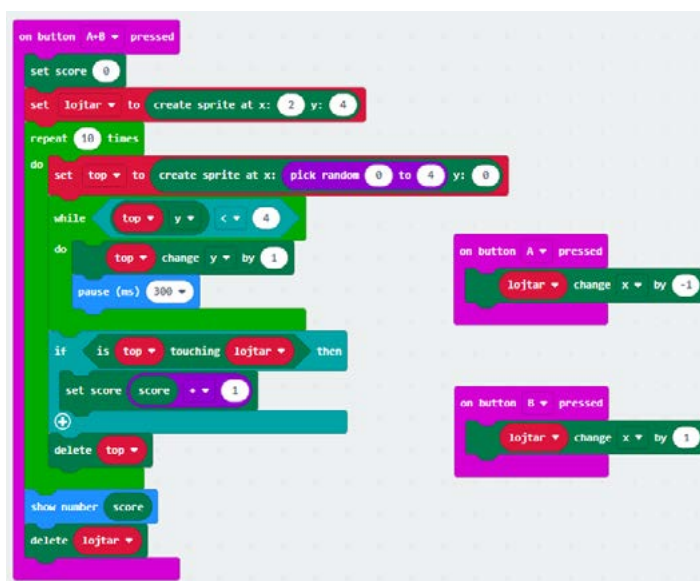 on button A+B pressed
set score 0
set lojtar to create sprite at x: 2 y: 4
repeat 10 times
do
set top to create sprite at x: pick random 0 to 4 y: 0
while top y < 4
do
top change y by 1
pause (ms) 300
if is top touching lojtar then
set score score + 1
delete top
show number score
delete lojtar
on button A pressed
lojtar change x by -1
on button B pressed
lojtar change x by 1